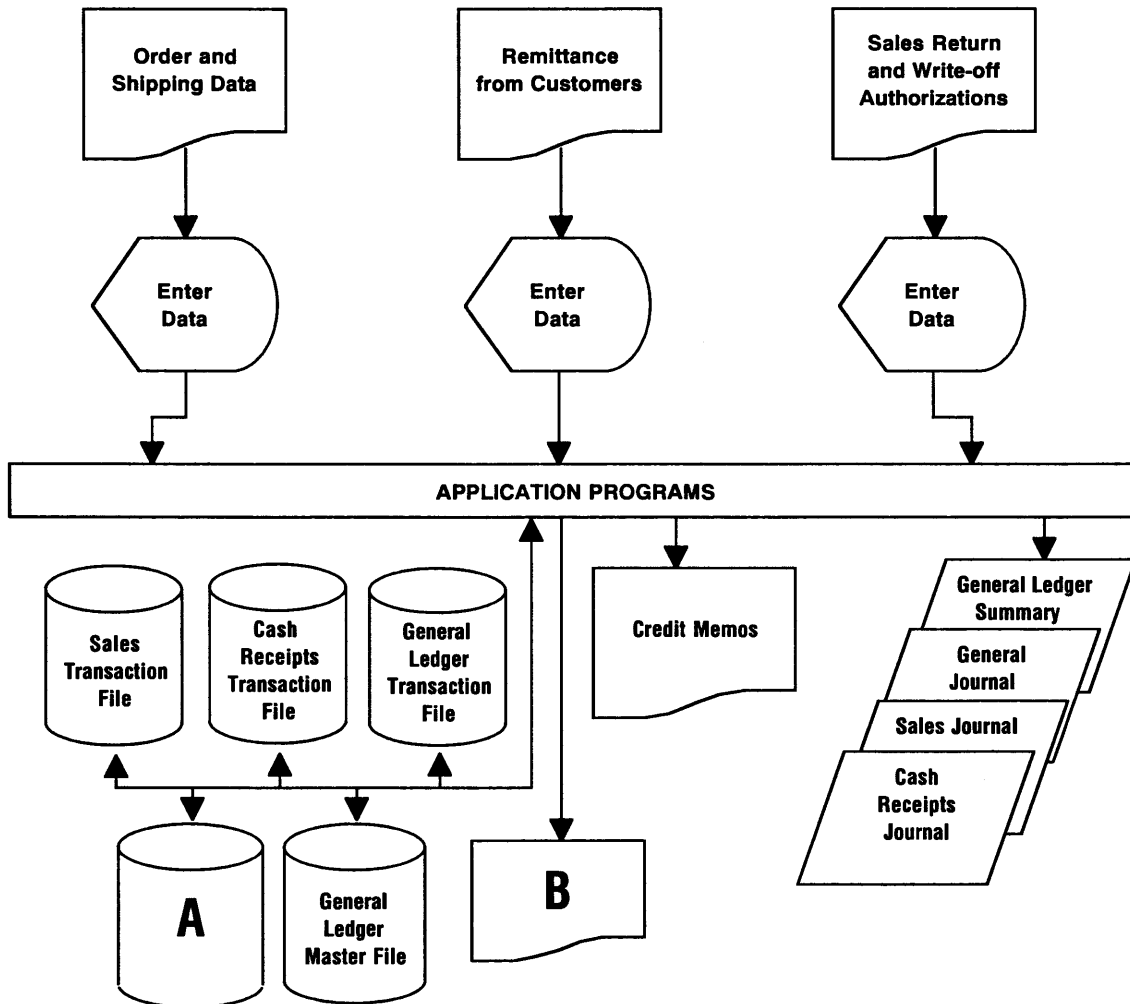 Order and
Shipping Data
Remittance
from Customers
Sales Return
and Write-off
Authorizations
Enter
Data
Enter
Data
Enter
Data
APPLICATION PROGRAMS
Sales
Transaction
File
Cash
Receipts
Transaction
File
General
Ledger
Transaction
File
Credit Memos
General Ledger
Summary
General
Journal
Sales Journal
Cash
Receipts
Journal
A
General
Ledger
Master File
B